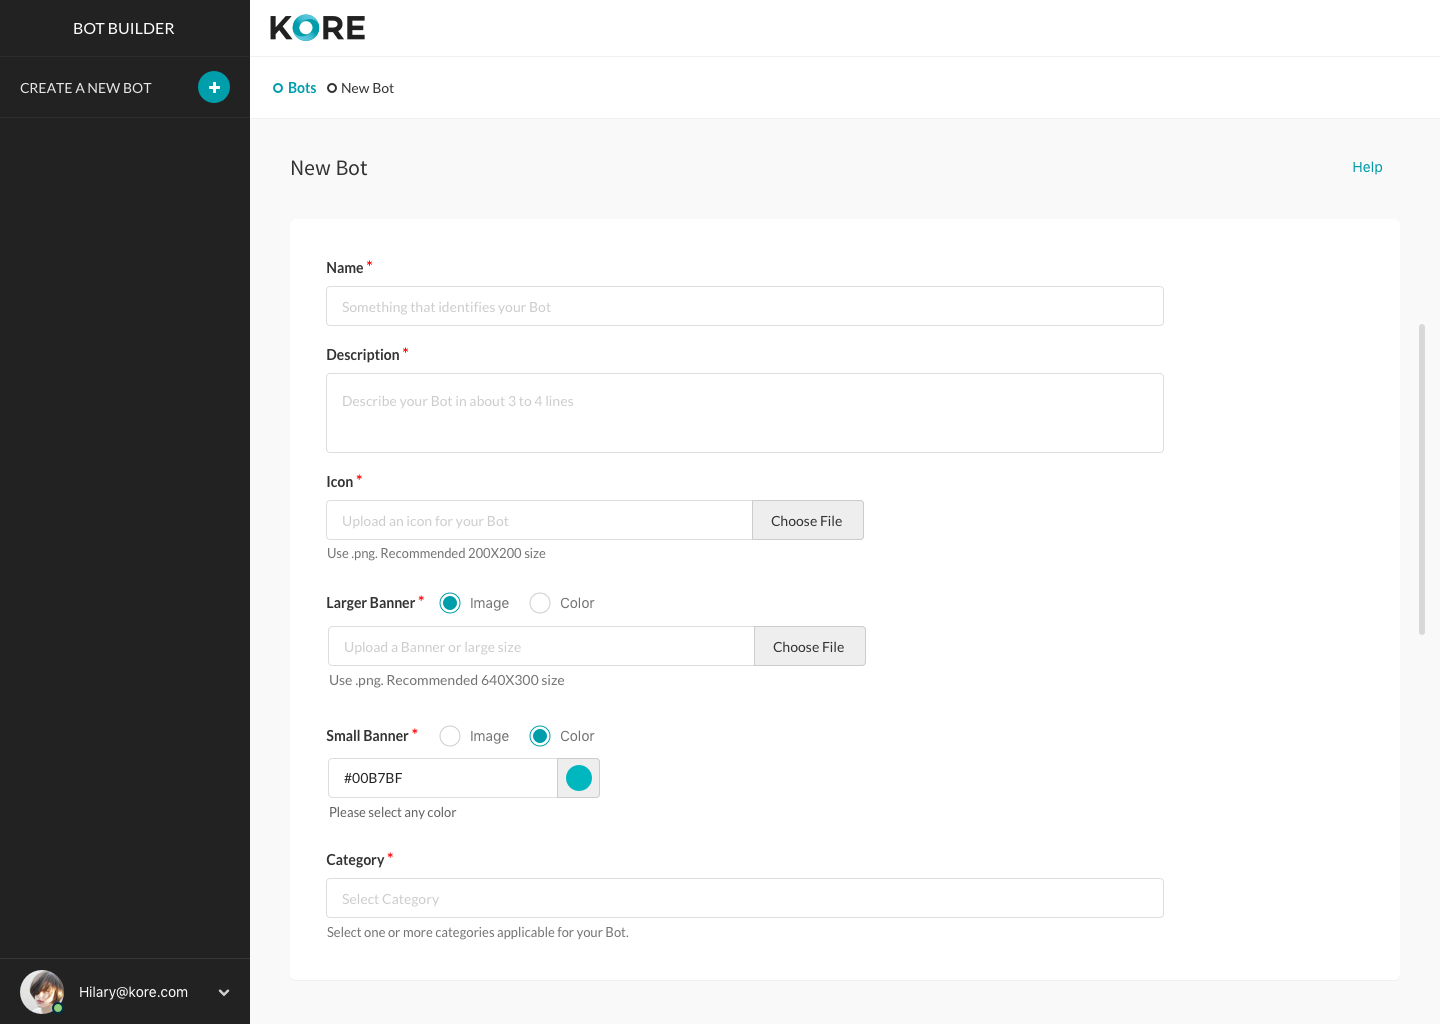 BOT BUILDER
KORE
CREATE A NEW BOT
Bots
New Bot
New Bot
Help
Name *
Something that identifies your Bot
Description *
Describe your Bot in about 3 to 4 lines
Icon *
Upload an icon for your Bot
Choose File
Use .png. Recommended 200X200 size
Larger Banner *
Image
Color
Upload a Banner or large size
Choose File
Use .png. Recommended 640X300 size
Small Banner *
Image
Color
#00B7BF
Please select any color
Category *
Select Category
Select one or more categories applicable for your Bot.
Hilary@kore.com